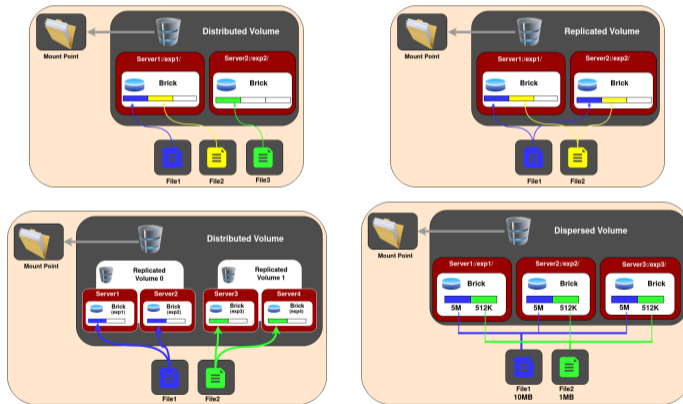 Distributed Volume
Mount Point
Server1:/exp1/
Server2:/exp2/
Brick
Brick
File1
File2
File3
Replicated Volume
Mount Point
Server1:/exp1/
Server2:/exp2/
Brick
Brick
File1
File2
Distributed Volume
Mount Point
Replicated
Volume 0
Replicated
Volume 1
Server1
Server2
Server3
Server4
Brick
(exp1)
Brick
(exp2)
Brick
(exp3)
Brick
(exp4)
File1
File2
Dispersed Volume
Mount Point
Server1:/exp1/
Server2:/exp2/
Server3:/exp3/
Brick
Brick
Brick
5M 512K
5M 512K
5M 512K
File1
10MB
File2
1MB